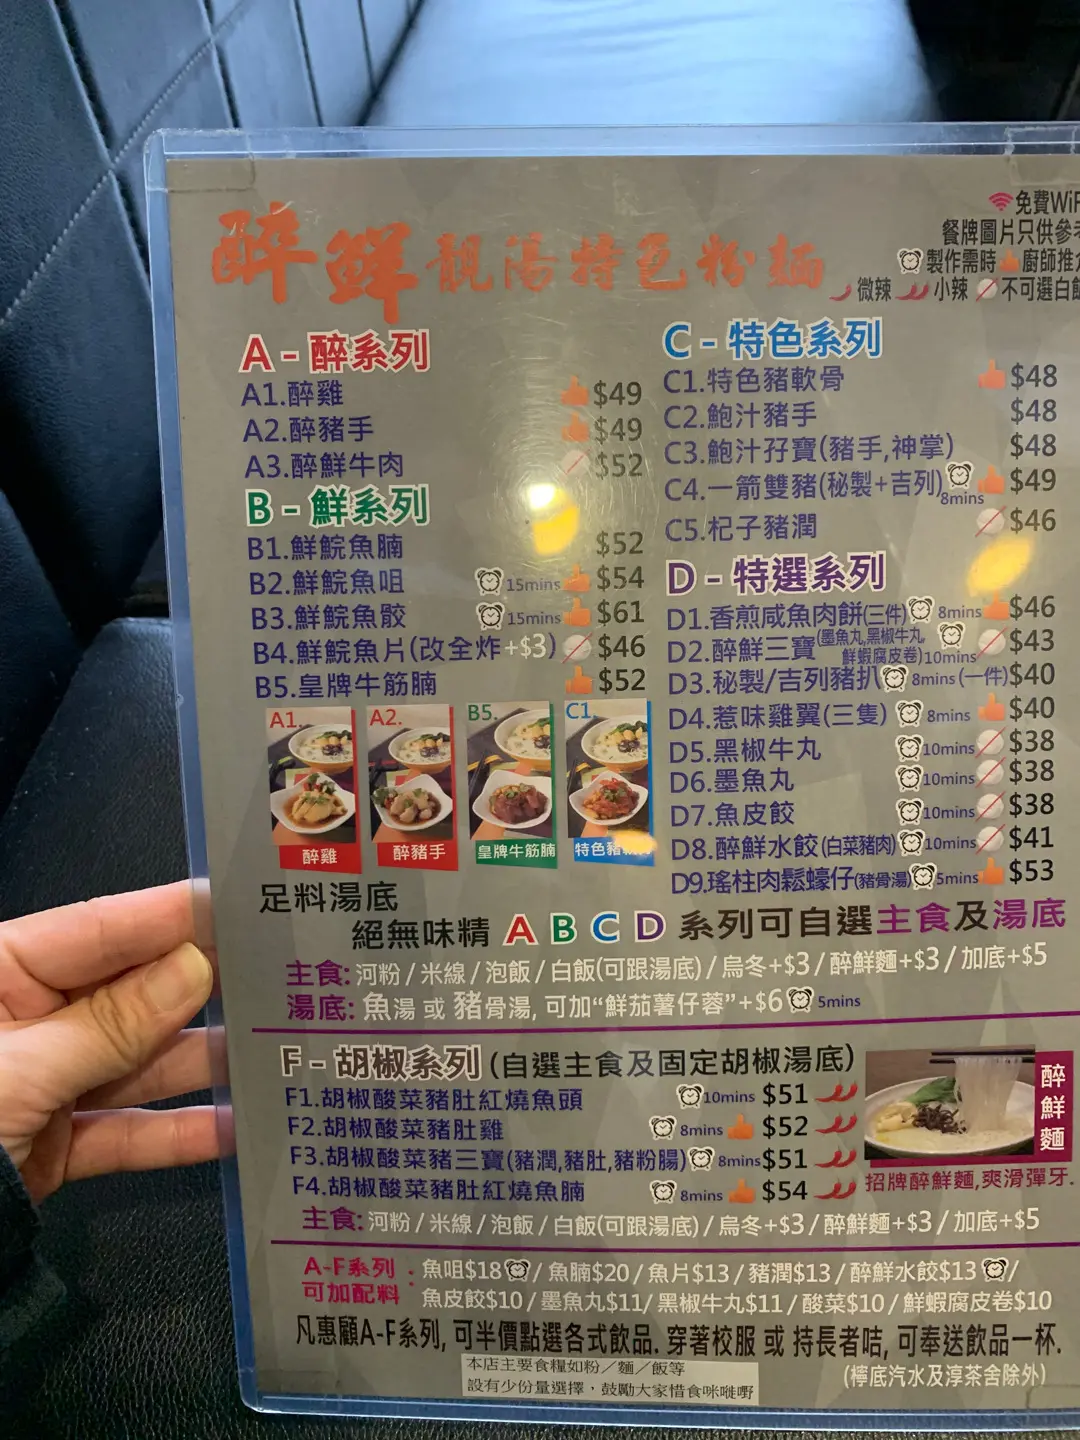 醉鮮靚湯特色粉麵
免費WiF
餐牌圖片只供參考
製作需時 廚師推介
微辣 小辣 不可選白飯
A - 醉系列
A1.醉雞 $49
A2.醉豬手 $49
A3.醉鮮牛肉 $52
B - 鮮系列
B1.鮮鯇魚腩 $52
B2.鮮鯇魚咀 15mins $54
B3.鮮鯇魚骹 15mins $61
B4.鮮鯇魚片(改全炸+$3) $46
B5.皇牌牛筋腩 $52
A1. A2. B5. C1.
醉雞 醉豬手 皇牌牛筋腩 特色豬軟骨
C - 特色系列
C1.特色豬軟骨 $48
C2.鮑汁豬手 $48
C3.鮑汁孖寶(豬手,神掌) $48
C4.一箭雙豬(秘製+吉列) 8mins $49
C5.杞子豬潤 $46
D - 特選系列
D1.香煎咸魚肉餅(三件) 8mins $46
D2.醉鮮三寶(墨魚丸,黑椒牛丸
鮮蝦腐皮卷) 10mins $43
D3.秘製/吉列豬扒 8mins(一件) $40
D4.惹味雞翼(三隻) 8mins $40
D5.黑椒牛丸 10mins $38
D6.墨魚丸 10mins $38
D7.魚皮餃 10mins $38
D8.醉鮮水餃(白菜豬肉) 10mins $41
D9.瑤柱肉鬆蠔仔(豬骨湯) 5mins $53
足料湯底
絕無味精 A B C D 系列可自選主食及湯底
主食: 河粉 / 米線 / 泡飯 / 白飯(可跟湯底) / 烏冬+$3 / 醉鮮麵+$3 / 加底+$5
湯底: 魚湯 或 豬骨湯, 可加“鮮茄薯仔蓉”+$6 5mins
F - 胡椒系列 (自選主食及固定胡椒湯底)
F1.胡椒酸菜豬肚紅燒魚頭 10mins $51
F2.胡椒酸菜豬肚雞 8mins $52
F3.胡椒酸菜豬三寶(豬潤,豬肚,豬粉腸) 8mins $51
F4.胡椒酸菜豬肚紅燒魚腩 8mins $54
醉鮮麵
招牌醉鮮麵,爽滑彈牙.
主食: 河粉 / 米線 / 泡飯 / 白飯(可跟湯底) / 烏冬+$3 / 醉鮮麵+$3 / 加底+$5
A-F系列 : 魚咀$18 / 魚腩$20 / 魚片$13 / 豬潤$13 / 醉鮮水餃$13 /
可加配料 : 魚皮餃$10 / 墨魚丸$11 / 黑椒牛丸$11 / 酸菜$10 / 鮮蝦腐皮卷$10
凡惠顧A-F系列, 可半價點選各式飲品. 穿著校服 或 持長者咭, 可奉送飲品一杯.
(檸底汽水及淳茶舍除外)
本店主要食糧如粉／麵／飯等
設有少份量選擇，鼓勵大家惜食咪嘥嘢